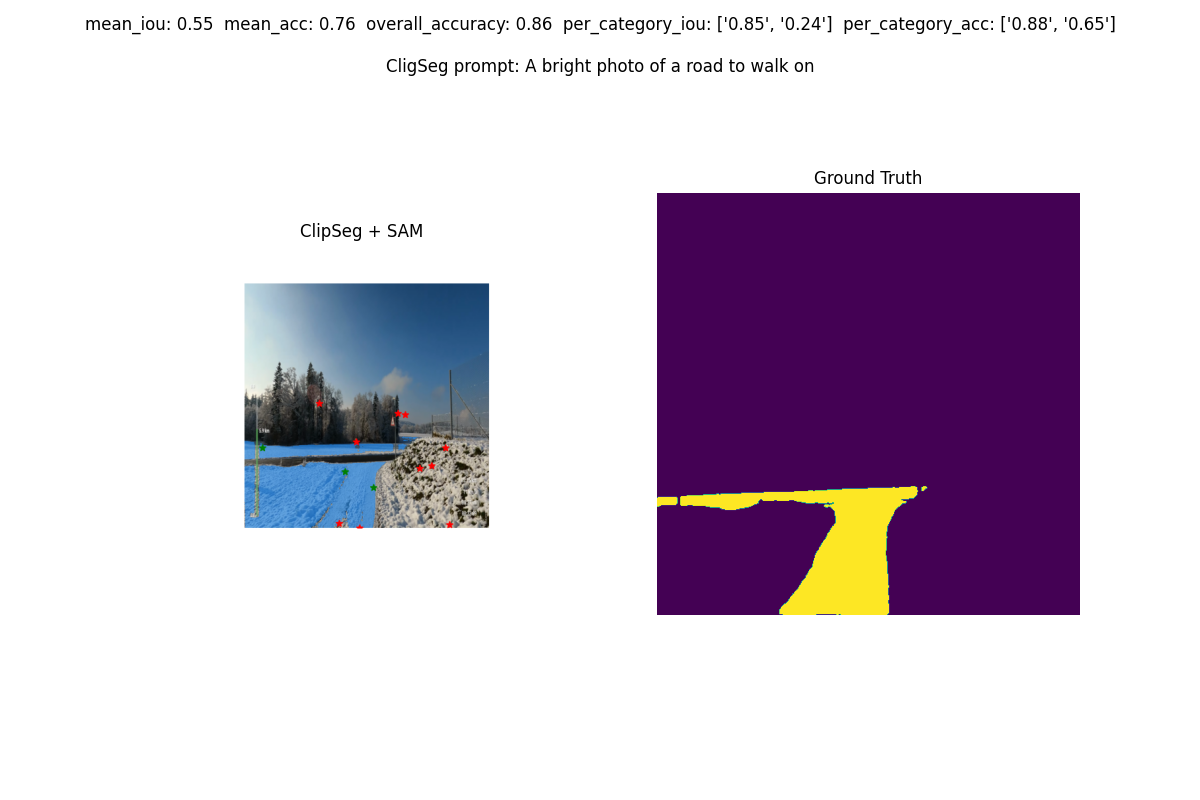 mean_iou: 0.55  mean_acc: 0.76  overall_accuracy: 0.86  per_category_iou: ['0.85', '0.24']  per_category_acc: ['0.88', '0.65']
CligSeg prompt: A bright photo of a road to walk on
Ground Truth
ClipSeg + SAM